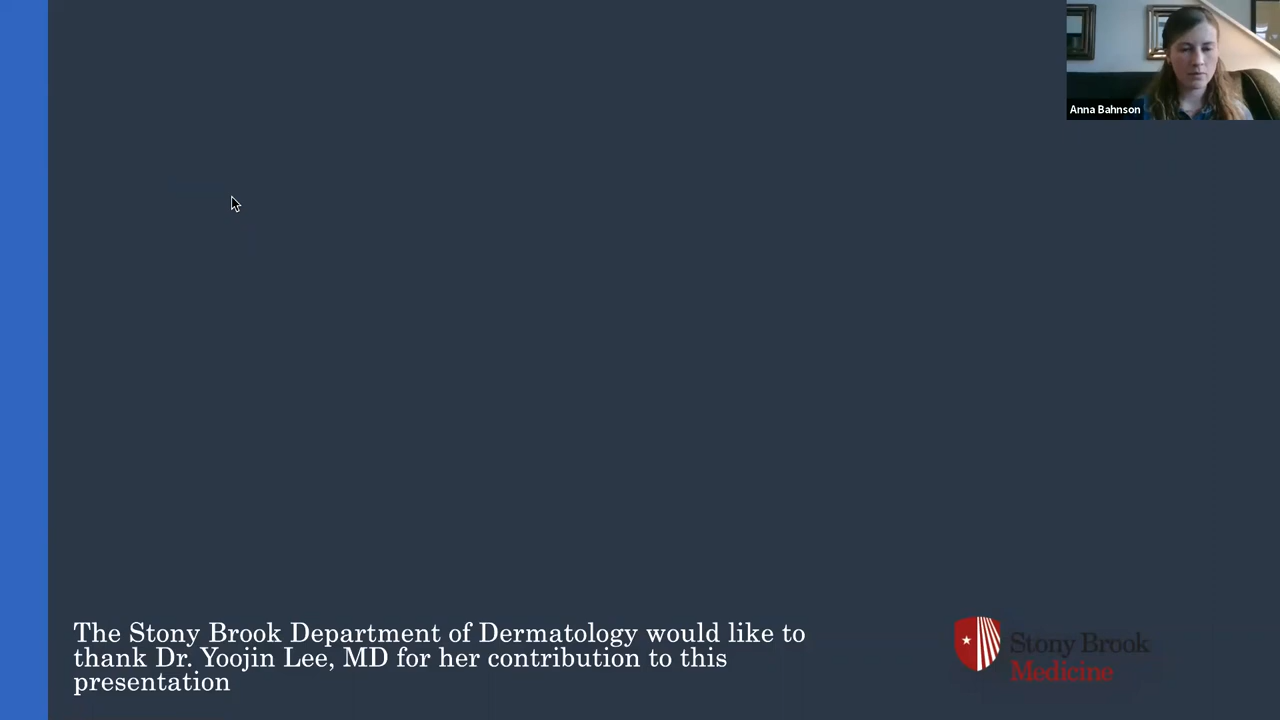 Anna Bahnson
The Stony Brook Department of Dermatology would like to
thank Dr. Yoojin Lee, MD for her contribution to this
presentation
Stony Brook
Medicine